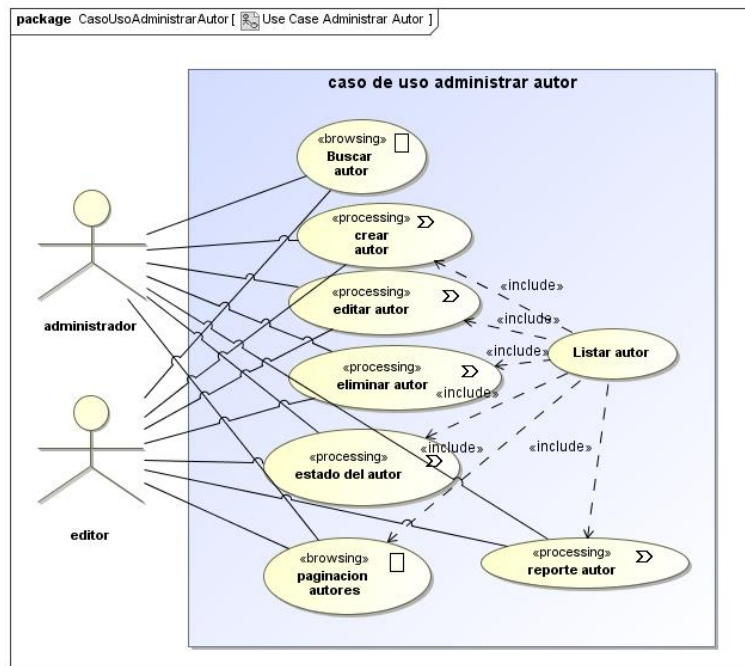 package CasoUsoAdministrarAutor [ Use Case Administrar Autor ]
caso de uso administrar autor
«browsing»
Buscar
autor
«processing»
crear
autor
«include»
«processing»
editar autor
«include»
administrador
Listar autor
«include»
«processing»
eliminar autor
«include»
«processing»
estado del autor
«include»
«include»
editor
«browsing»
paginacion
autores
«processing»
reporte autor